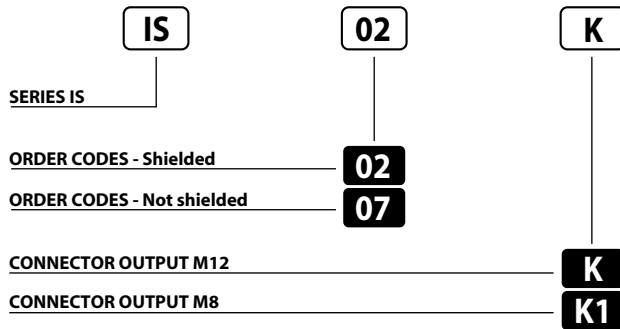 IS 02 K
SERIES IS
ORDER CODES - Shielded 02
ORDER CODES - Not shielded 07
CONNECTOR OUTPUT M12 K
CONNECTOR OUTPUT M8 K1